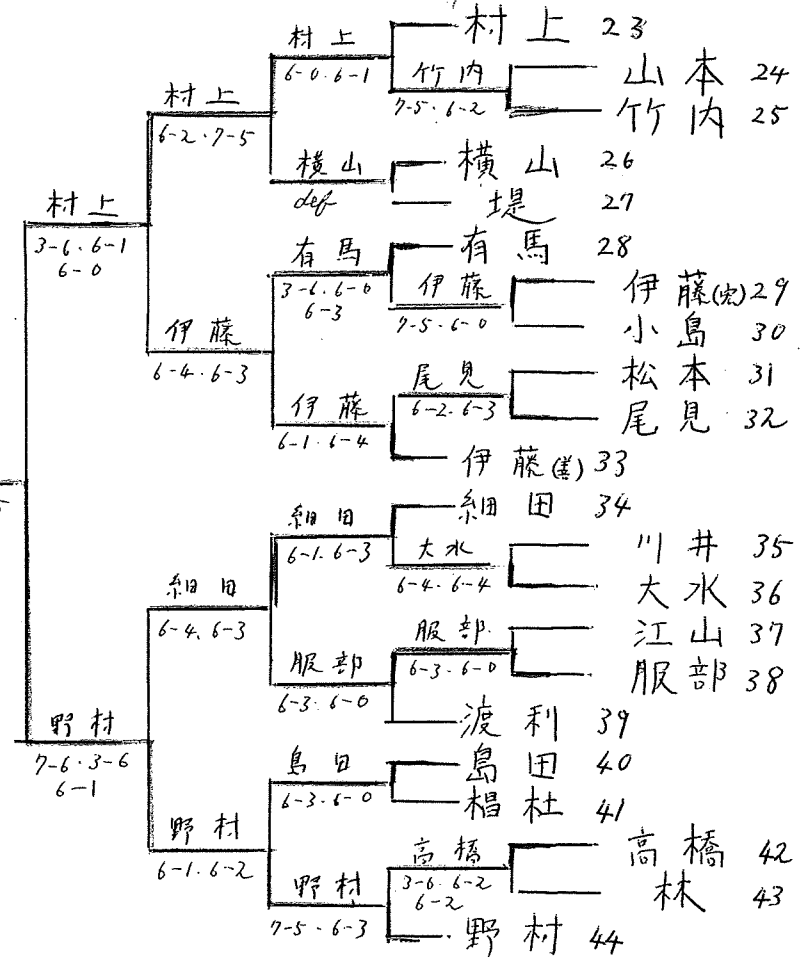 村上 23
村上
6-0.6-1
竹内
7-5.6-2
山本 24
竹内 25
村上
6-2.7-5
横山
def
横山 26
堤 27
村上
3-6.6-1
6-0
有馬
3-6.6-0
6-3
有馬 28
伊藤
7-5.6-0
伊藤(宏) 29
小島 30
伊藤
6-4.6-3
尾見
6-2.6-3
松本 31
尾見 32
伊藤
6-1.6-4
伊藤 33
細田
6-1.6-3
細田 34
大水
6-4.6-4
川井 35
大水 36
細田
6-4.6-3
服部
6-3.6-0
江山 37
服部 38
服部
6-3.6-0
渡利 39
野村
7-6.3-6
6-1
島田
6-3.6-0
島田 40
椙杜 41
野村
6-1.6-2
高橋
3-6.6-2
6-2
高橋 42
林 43
野村
7-5.6-3
野村 44